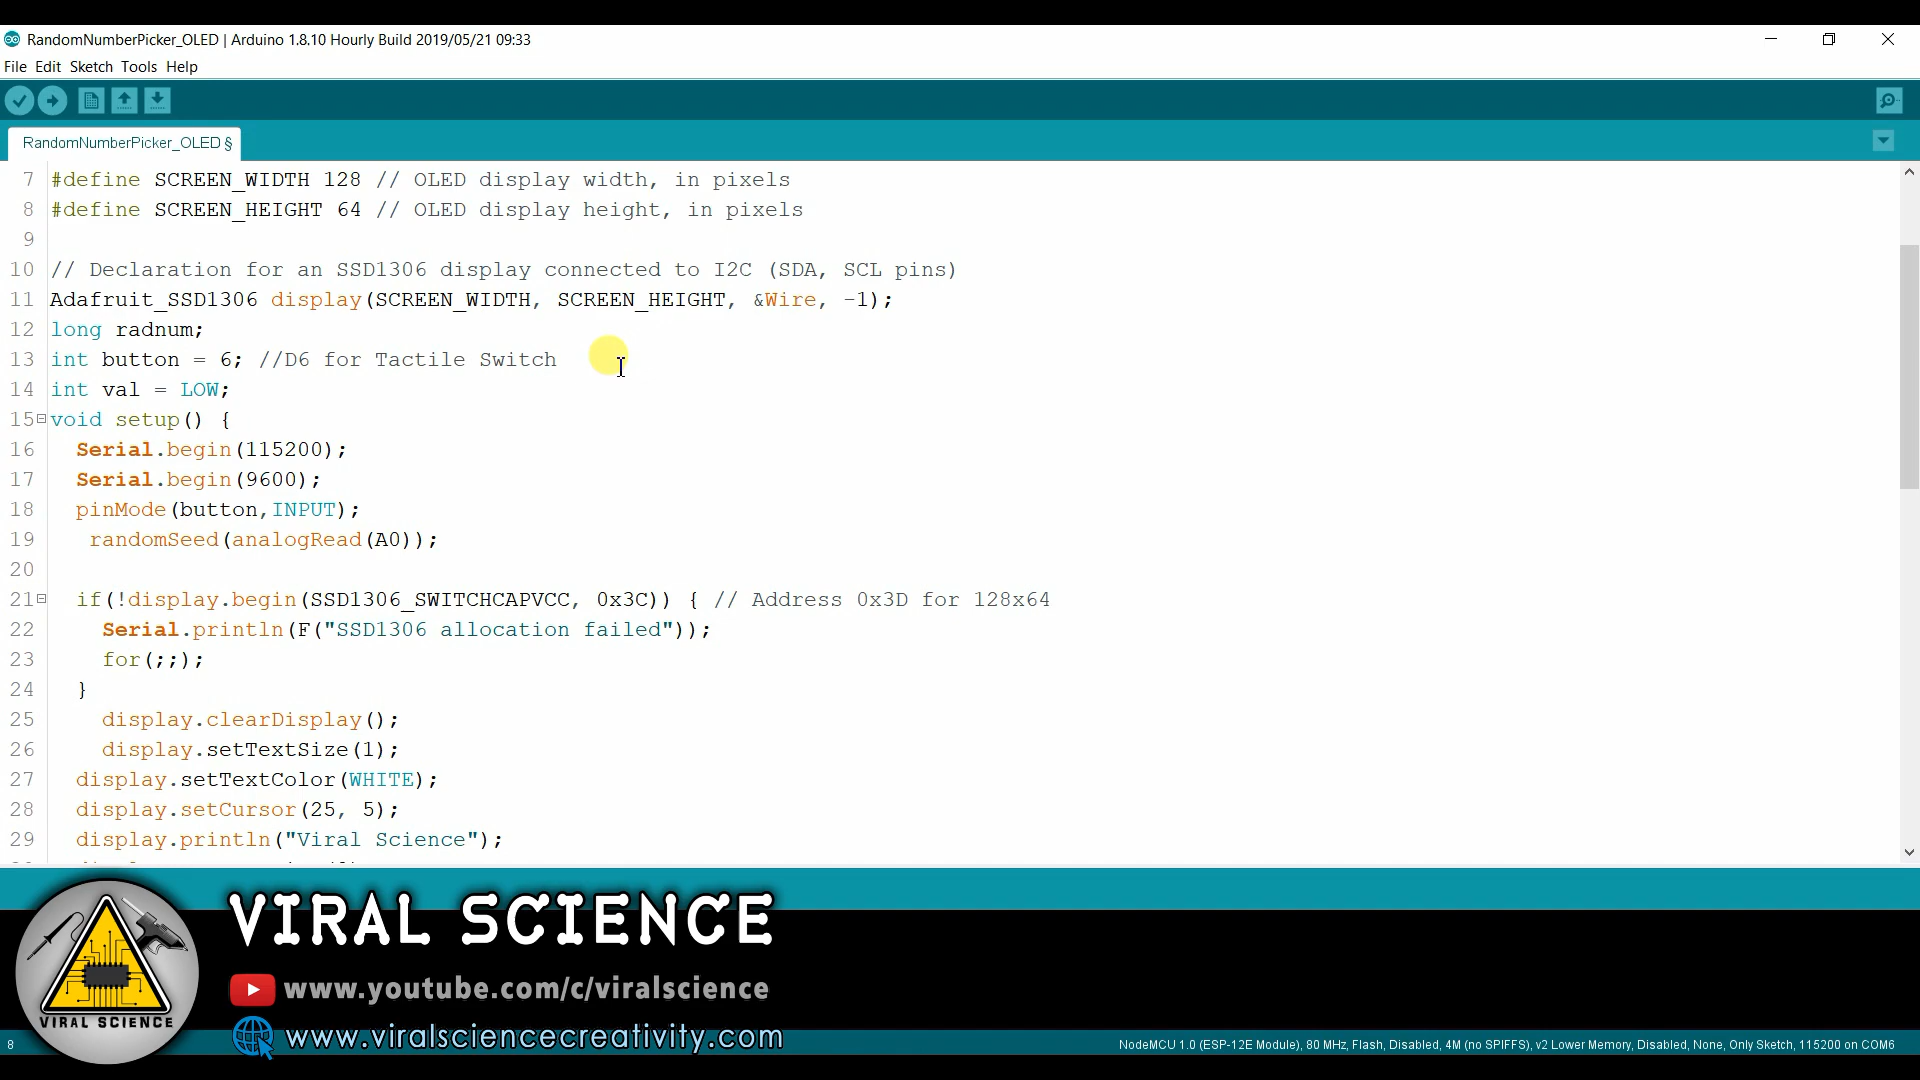 RandomNumberPicker_OLED | Arduino 1.8.10 Hourly Build 2019/05/21 09:33
File Edit Sketch Tools Help
RandomNumberPicker_OLED §
7 #define SCREEN_WIDTH 128 // OLED display width, in pixels
8 #define SCREEN_HEIGHT 64 // OLED display height, in pixels
9
10 // Declaration for an SSD1306 display connected to I2C (SDA, SCL pins)
11 Adafruit_SSD1306 display(SCREEN_WIDTH, SCREEN_HEIGHT, &Wire, -1);
12 long radnum;
13 int button = 6; //D6 for Tactile Switch
14 int val = LOW;
15 void setup() {
16 Serial.begin(115200);
17 Serial.begin(9600);
18 pinMode(button,INPUT);
19 randomSeed(analogRead(A0));
20
21 if(!display.begin(SSD1306_SWITCHCAPVCC, 0x3C)) { // Address 0x3D for 128x64
22 Serial.println(F("SSD1306 allocation failed"));
23 for(;;);
24 }
25 display.clearDisplay();
26 display.setTextSize(1);
27 display.setTextColor(WHITE);
28 display.setCursor(25, 5);
29 display.println("Viral Science");
VIRAL SCIENCE
www.youtube.com/c/viralscience
VIRAL SCIENCE
www.viralsciencecreativity.com
8
NodeMCU 1.0 (ESP-12E Module), 80 MHz, Flash, Disabled, 4M (no SPIFFS), v2 Lower Memory, Disabled, None, Only Sketch, 115200 on COM6